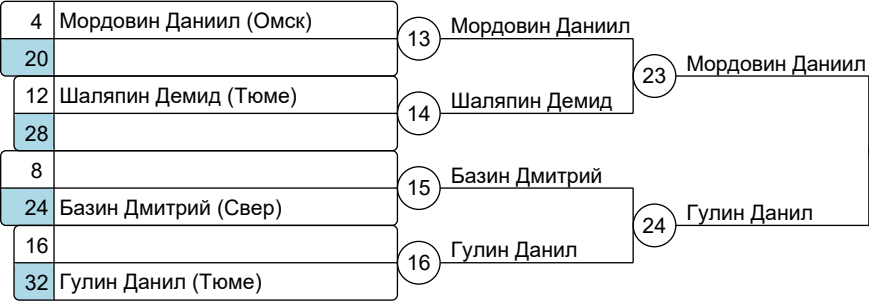 4 Мордовин Даниил (Омск)
20
13 Мордовин Даниил
12 Шаляпин Демид (Тюме)
28
14 Шаляпин Демид
23 Мордовин Даниил
8
24 Базин Дмитрий (Свер)
15 Базин Дмитрий
16
32 Гулин Данил (Тюме)
16 Гулин Данил
24 Гулин Данил